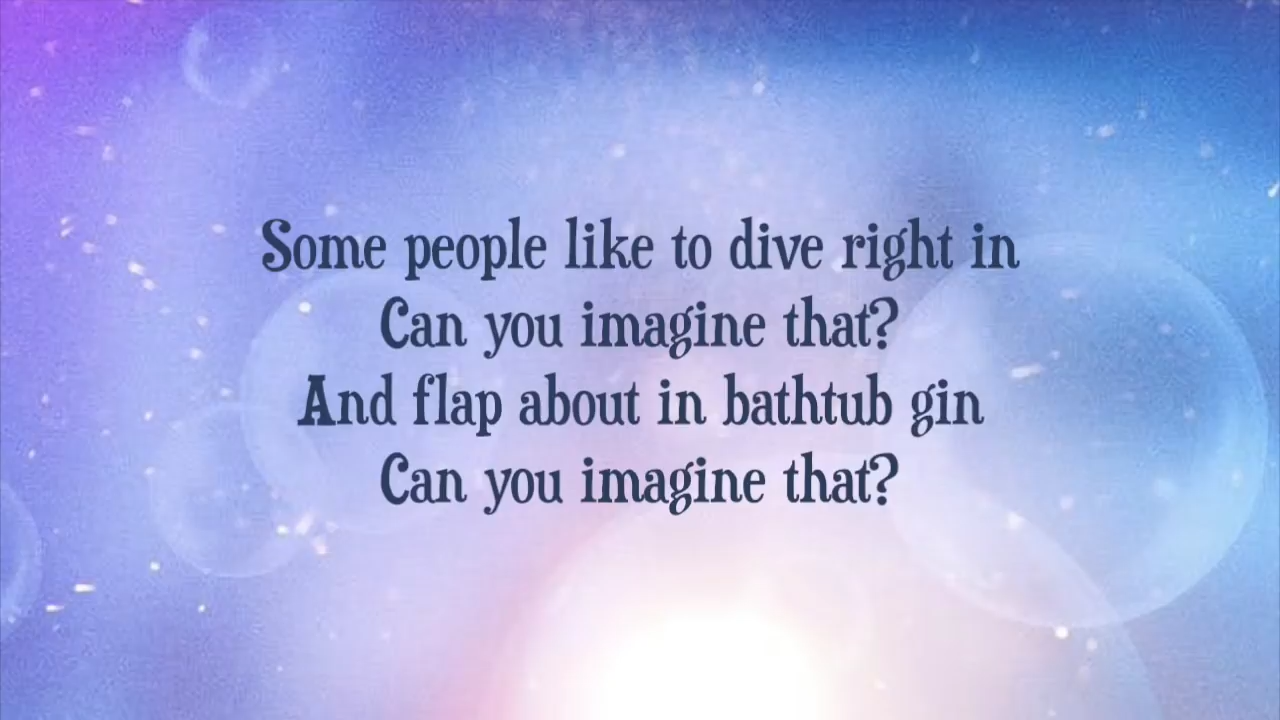 Some people like to dive right in
Can you imagine that?
And flap about in bathtub gin
Can you imagine that?